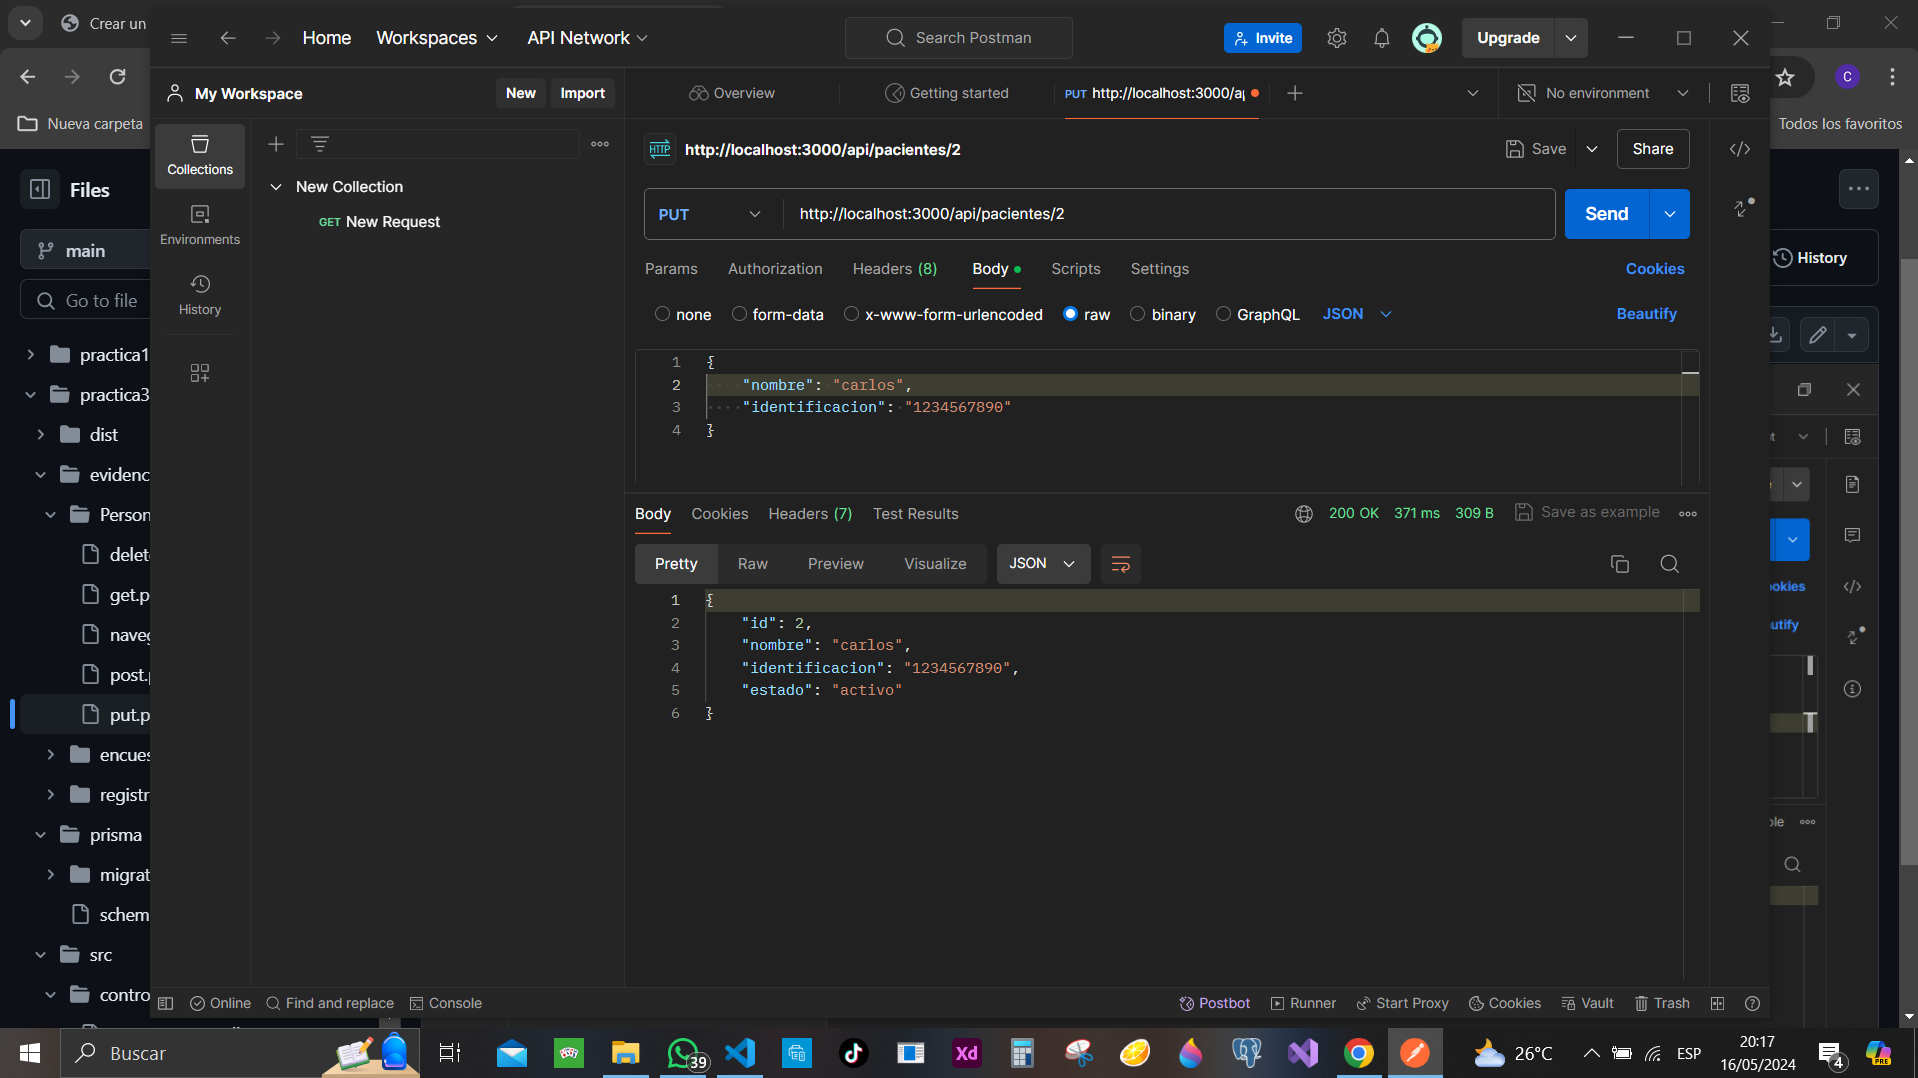 Crear un
Home
Workspaces
API Network
Search Postman
Invite
Upgrade
C
Nueva carpeta
Todos los favoritos
My Workspace
New
Import
Overview
Getting started
PUT http://localhost:3000/a
No environment
Collections
Environments
History
New Collection
GET New Request
HTTP http://localhost:3000/api/pacientes/2
Save
Share
PUT
http://localhost:3000/api/pacientes/2
Send
Params
Authorization
Headers (8)
Body
Scripts
Settings
Cookies
none
form-data
x-www-form-urlencoded
raw
binary
GraphQL
JSON
Beautify
1 {
2 "nombre": "carlos",
3 "identificacion": "1234567890"
4 }
Body
Cookies
Headers (7)
Test Results
200 OK
371 ms
309 B
Save as example
Pretty
Raw
Preview
Visualize
JSON
1 {
2 "id": 2,
3 "nombre": "carlos",
4 "identificacion": "1234567890",
5 "estado": "activo"
6 }
Files
main
Go to file
practica1
practica3
dist
evidenc
Person
delet
get.p
naveg
post.
put.p
encues
registr
prisma
migrat
schem
src
contro
History
ookies
utify
ole
Online
Find and replace
Console
Postbot
Runner
Start Proxy
Cookies
Vault
Trash
Buscar
39
Xd
26°C
ESP
20:17
16/05/2024
4
PRE